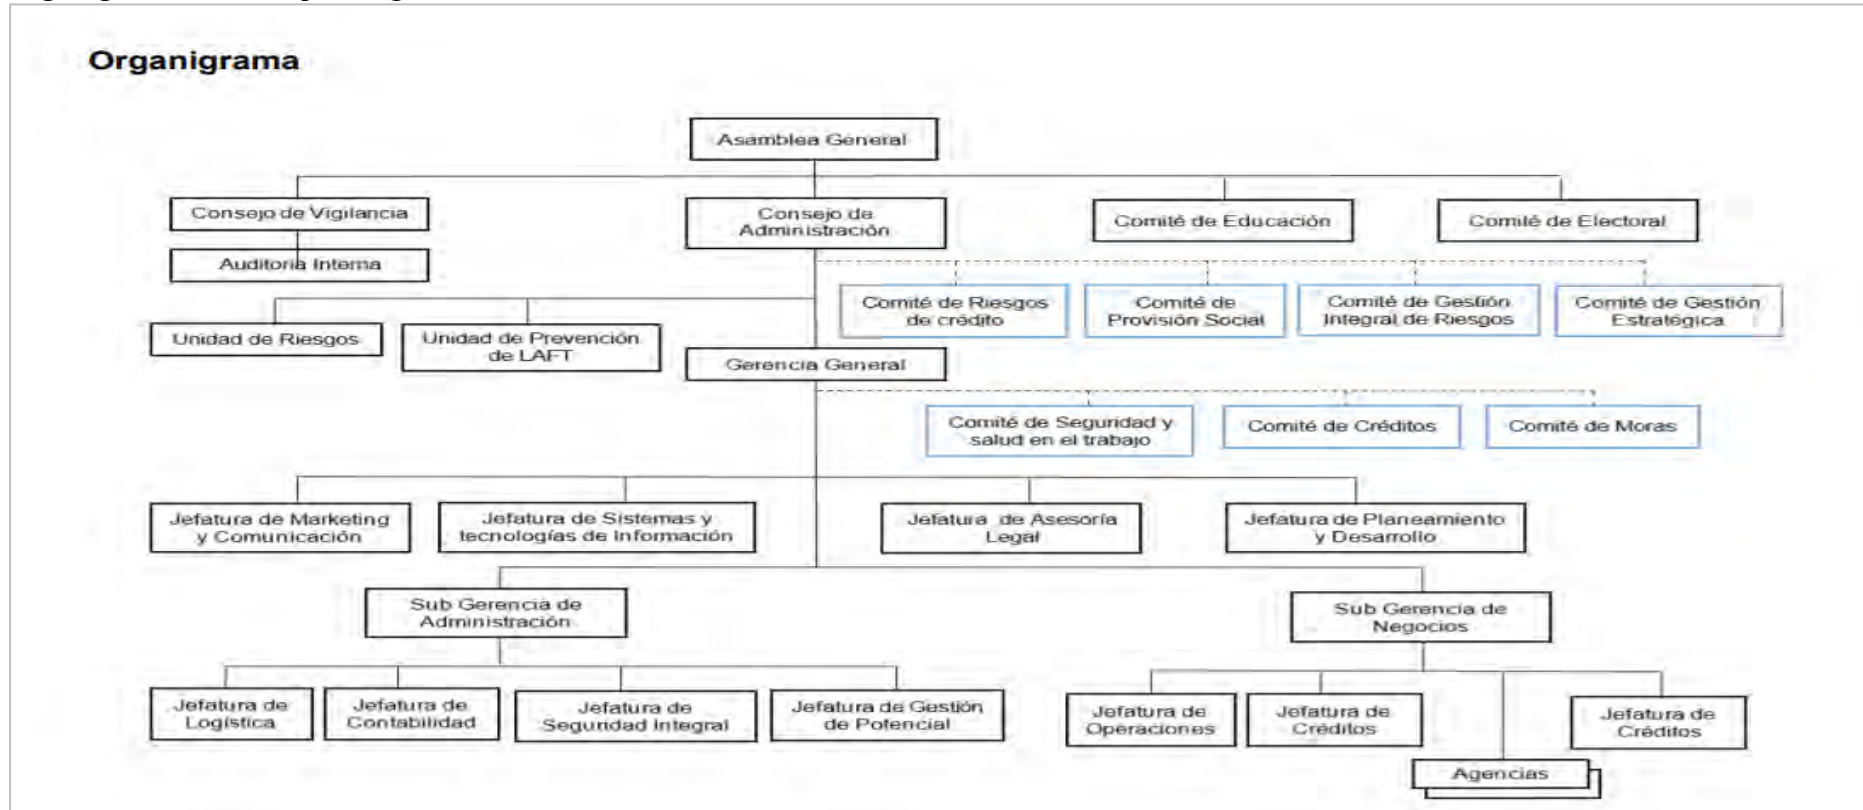 Organigrama
Asamblea General
Consejo de Vigilancia
Consejo de
Administración
Comité de Educación
Comité de Electoral
Auditoria Interna
Comité de Riesgos
de crédito
Comité de
Provisión Social
Comité de Gestión
Integral de Riesgos
Comité de Gestión
Estratégica
Unidad de Riesgos
Unidad de Prevención
de LAFT
Gerencia General
Comité de Seguridad y
salud en el trabajo
Comité de Créditos
Comité de Moras
Jefatura de Marketing
y Comunicación
Jefatura de Sistemas y
tecnologías de Información
Jefatura de Asesoría
Legal
Jefatura de Planeamiento
y Desarrollo
Sub Gerencia de
Administración
Sub Gerencia de
Negocios
Jefatura de
Logística
Jefatura de
Contabilidad
Jefatura de
Seguridad Integral
Jefatura de Gestión
de Potencial
Jefatura de
Operaciones
Jefatura de
Créditos
Jefatura de
Créditos
Agencias